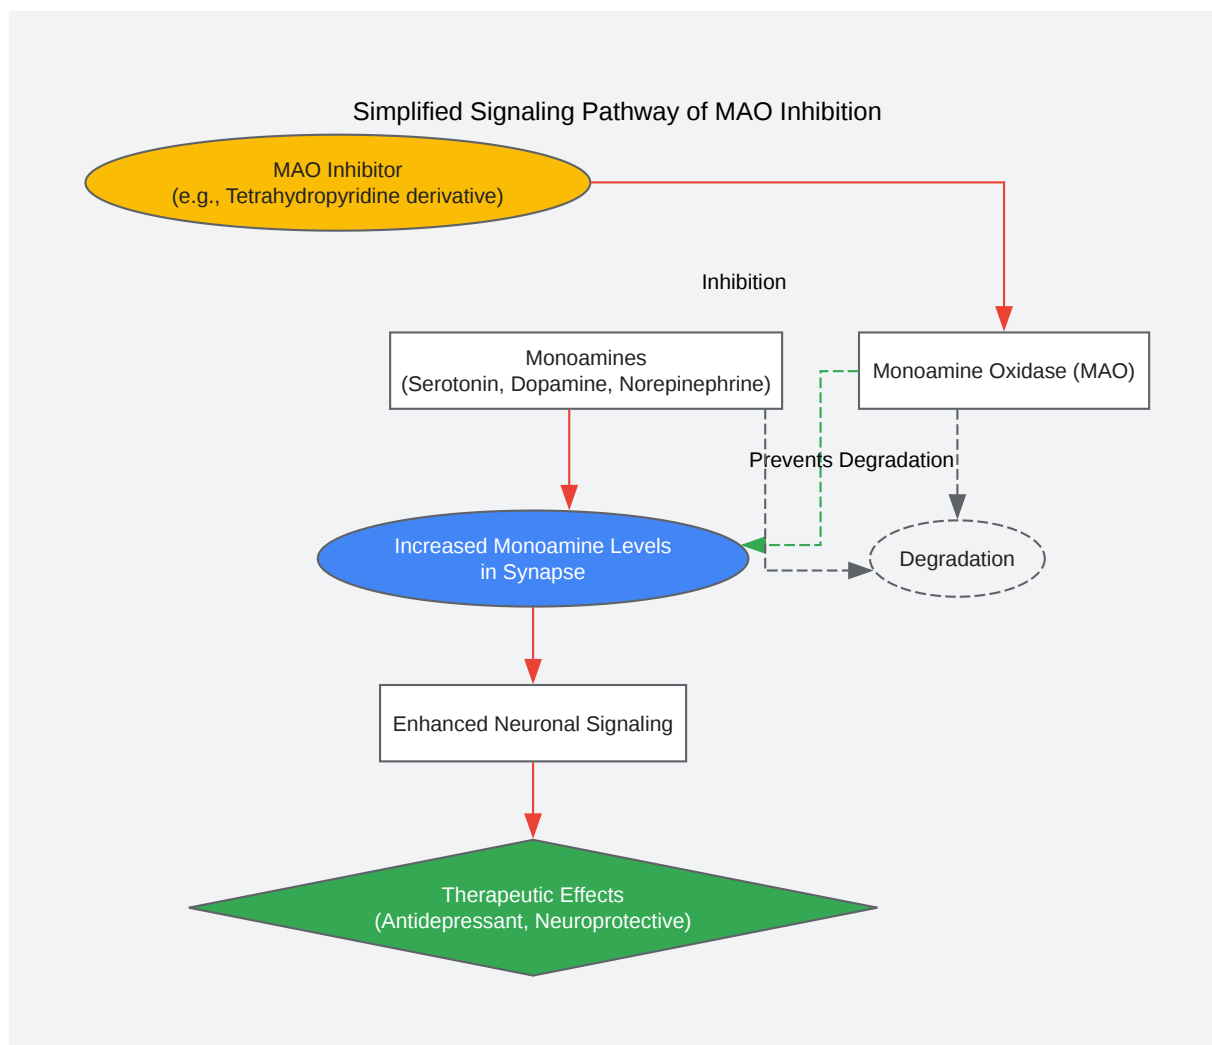 Simplified Signaling Pathway of MAO Inhibition
MAO Inhibitor
(e.g., Tetrahydropyridine derivative)
Inhibition
Monoamines
(Serotonin, Dopamine, Norepinephrine)
Monoamine Oxidase (MAO)
Prevents Degradation
Increased Monoamine Levels
in Synapse
Degradation
Enhanced Neuronal Signaling
Therapeutic Effects
(Antidepressant, Neuroprotective)